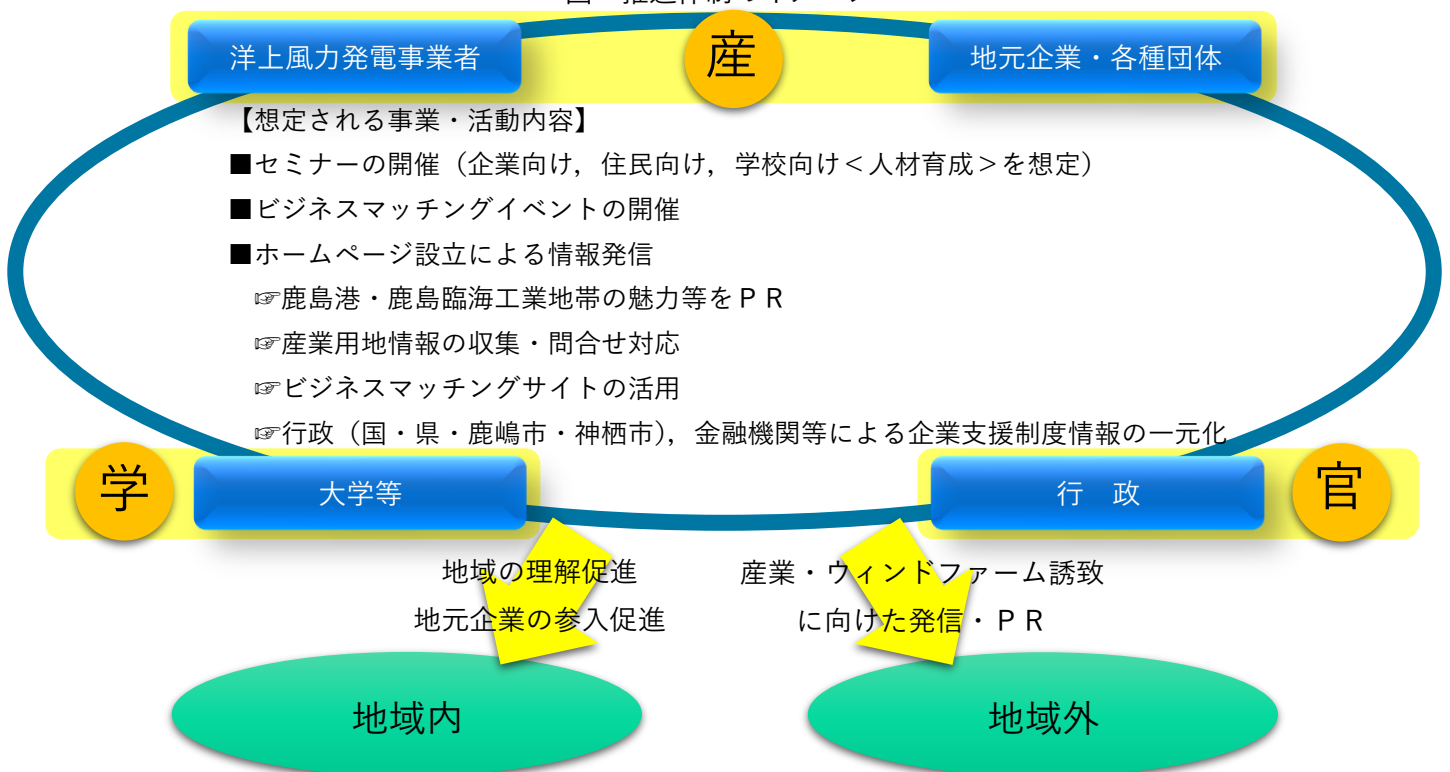 洋上風力発電事業者
産
地元企業・各種団体
【想定される事業・活動内容】
■セミナーの開催（企業向け，住民向け，学校向け＜人材育成＞を想定）
■ビジネスマッチングイベントの開催
■ホームページ設立による情報発信
☞鹿島港・鹿島臨海工業地帯の魅力等をＰＲ
☞産業用地情報の収集・問合せ対応
☞ビジネスマッチングサイトの活用
☞行政（国・県・鹿嶋市・神栖市），金融機関等による企業支援制度情報の一元化
学
大学等
行　政
官
地域の理解促進
地元企業の参入促進
産業・ウィンドファーム誘致
に向けた発信・ＰＲ
地域内
地域外